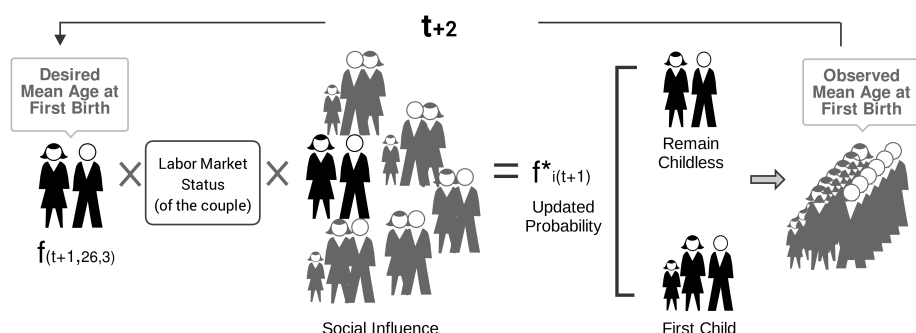 t+2
Desired
Mean Age at
First Birth
Observed
Mean Age at
First Birth
Labor Market
Status
(of the couple)
f(t+1,26,3)
Social Influence
= f*i(t+1)
Updated
Probability
Remain
Childless
First Child